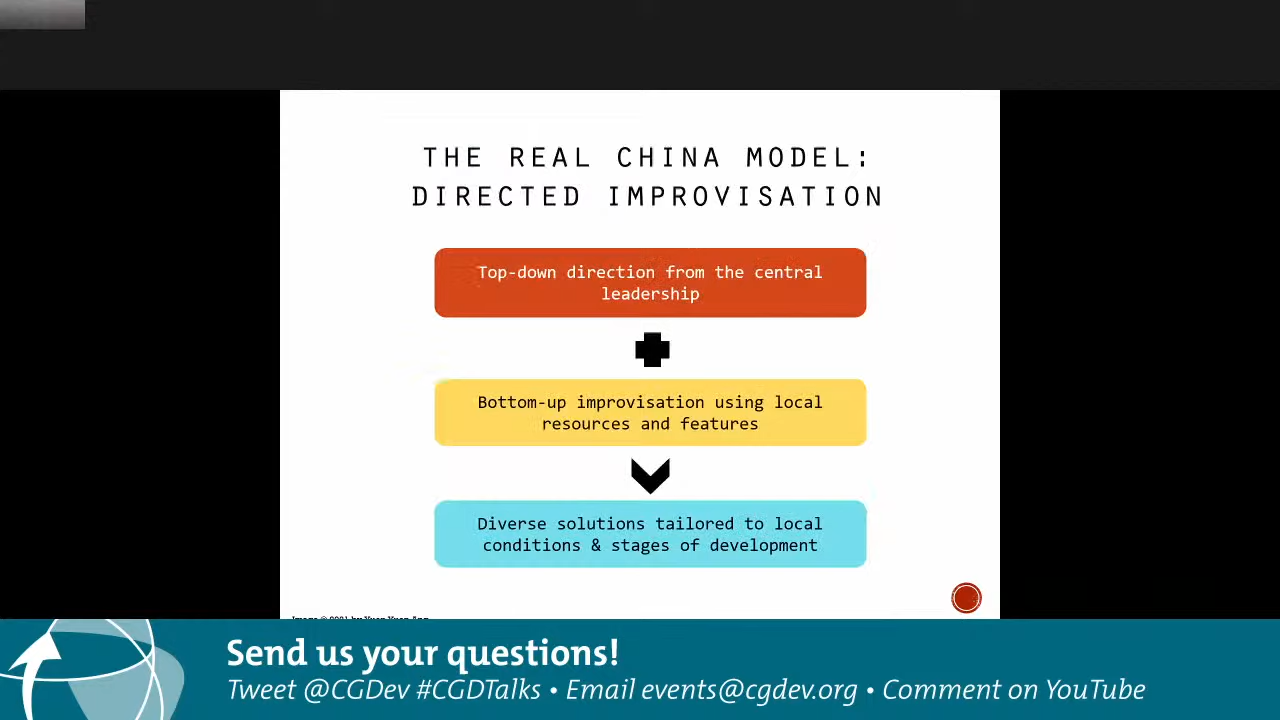 THE REAL CHINA MODEL:
DIRECTED IMPROVISATION
Top-down direction from the central
leadership
Bottom-up improvisation using local
resources and features
Diverse solutions tailored to local
conditions & stages of development
Send us your questions!
Tweet @CGDev #CGDTalks • Email events@cgdev.org • Comment on YouTube